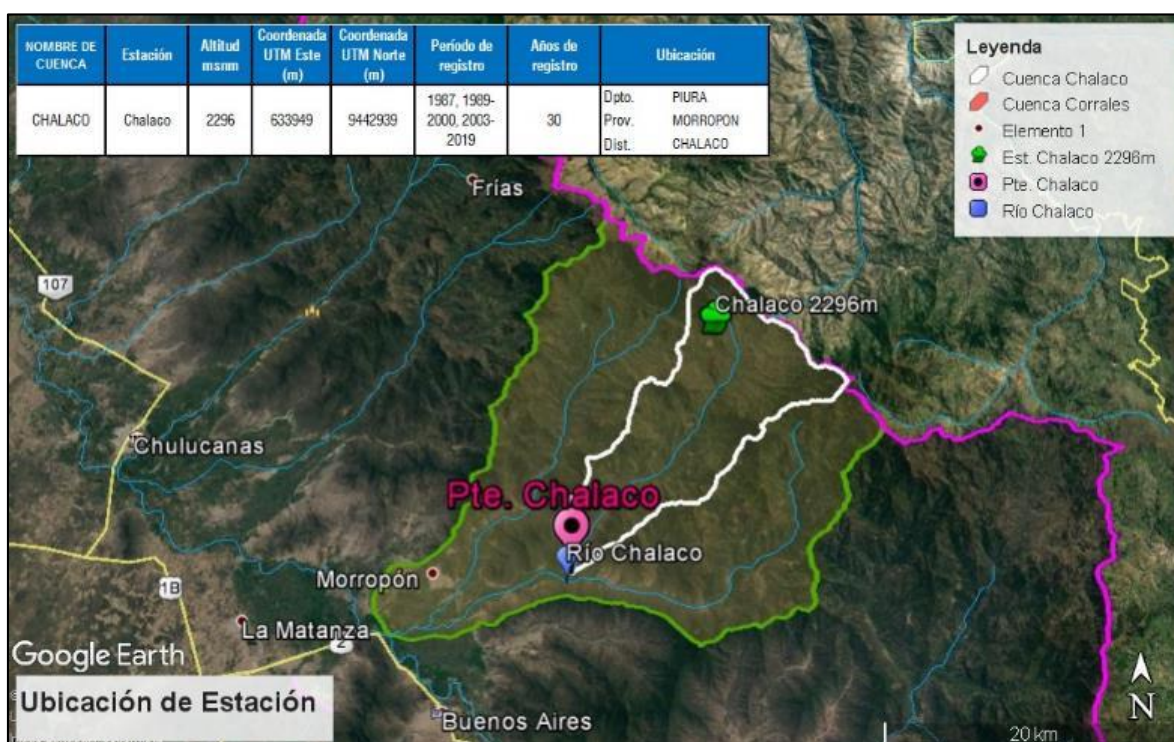 NOMBRE DE CUENCA
Estación
Altitud msnm
Coordenada UTM Este (m)
Coordenada UTM Norte (m)
Período de registro
Años de registro
Ubicación
CHALACO
Chalaco
2296
633949
9442939
1987, 1989-2000, 2003-2019
30
Dpto. PIURA
Prov. MORROPON
Dist. CHALACO
Leyenda
Cuenca Chalaco
Cuenca Corrales
Elemento 1
Est. Chalaco 2296m
Pte. Chalaco
Río Chalaco
Frías
107
Chalaco 2296m
Chulucanas
Pte. Chalaco
Río Chalaco
Morropón
1B
La Matanza
2
Google Earth
Ubicación de Estación
Buenos Aires
N
20 km